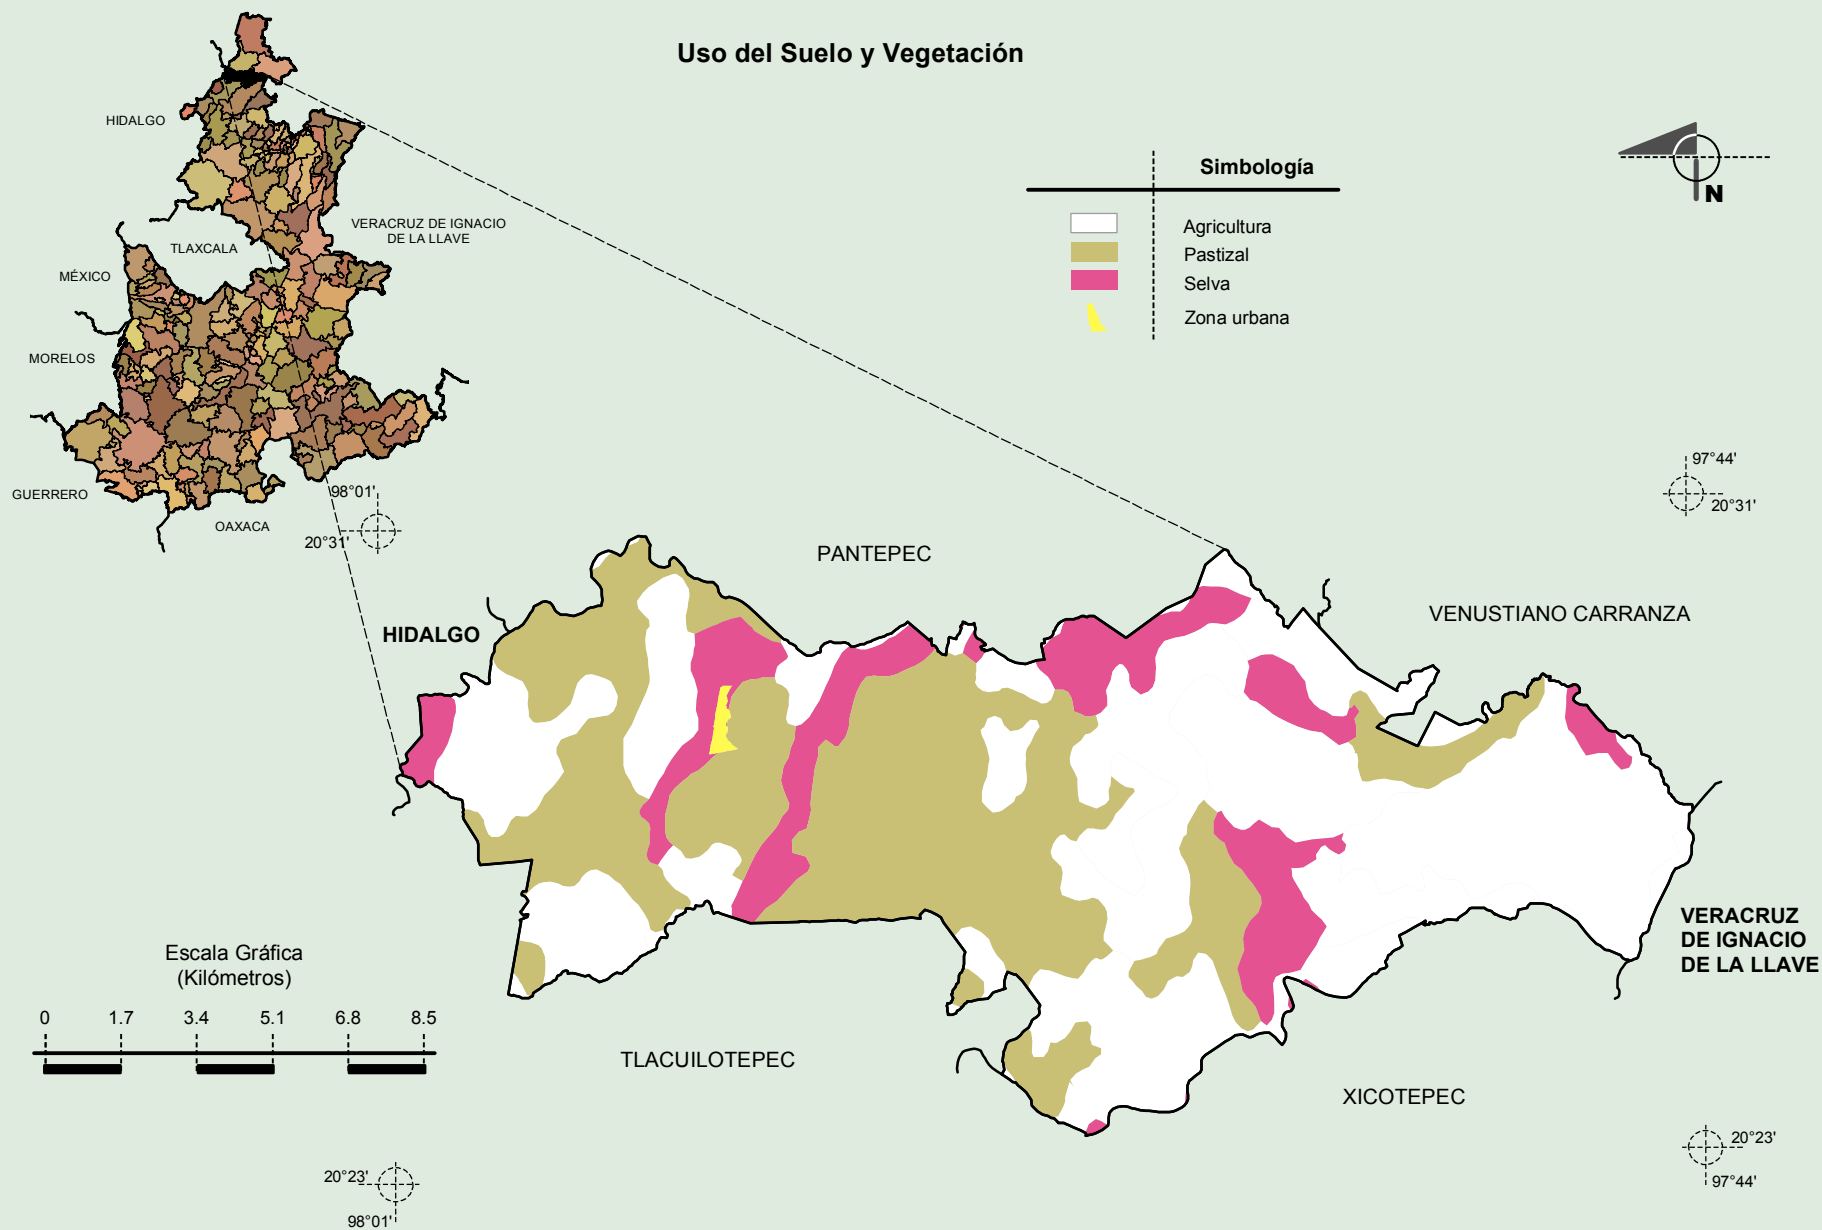 Uso del Suelo y Vegetación
HIDALGO
VERACRUZ DE IGNACIO
DE LA LLAVE
TLAXCALA
MÉXICO
MORELOS
GUERRERO
OAXACA
Simbología
Agricultura
Pastizal
Selva
Zona urbana
N
98°01'
20°31'
97°44'
20°31'
PANTEPEC
HIDALGO
VENUSTIANO CARRANZA
VERACRUZ
DE IGNACIO
DE LA LLAVE
Escala Gráfica
(Kilómetros)
0 1.7 3.4 5.1 6.8 8.5
TLACUILOTEPEC
XICOTEPEC
20°23'
98°01'
20°23'
97°44'